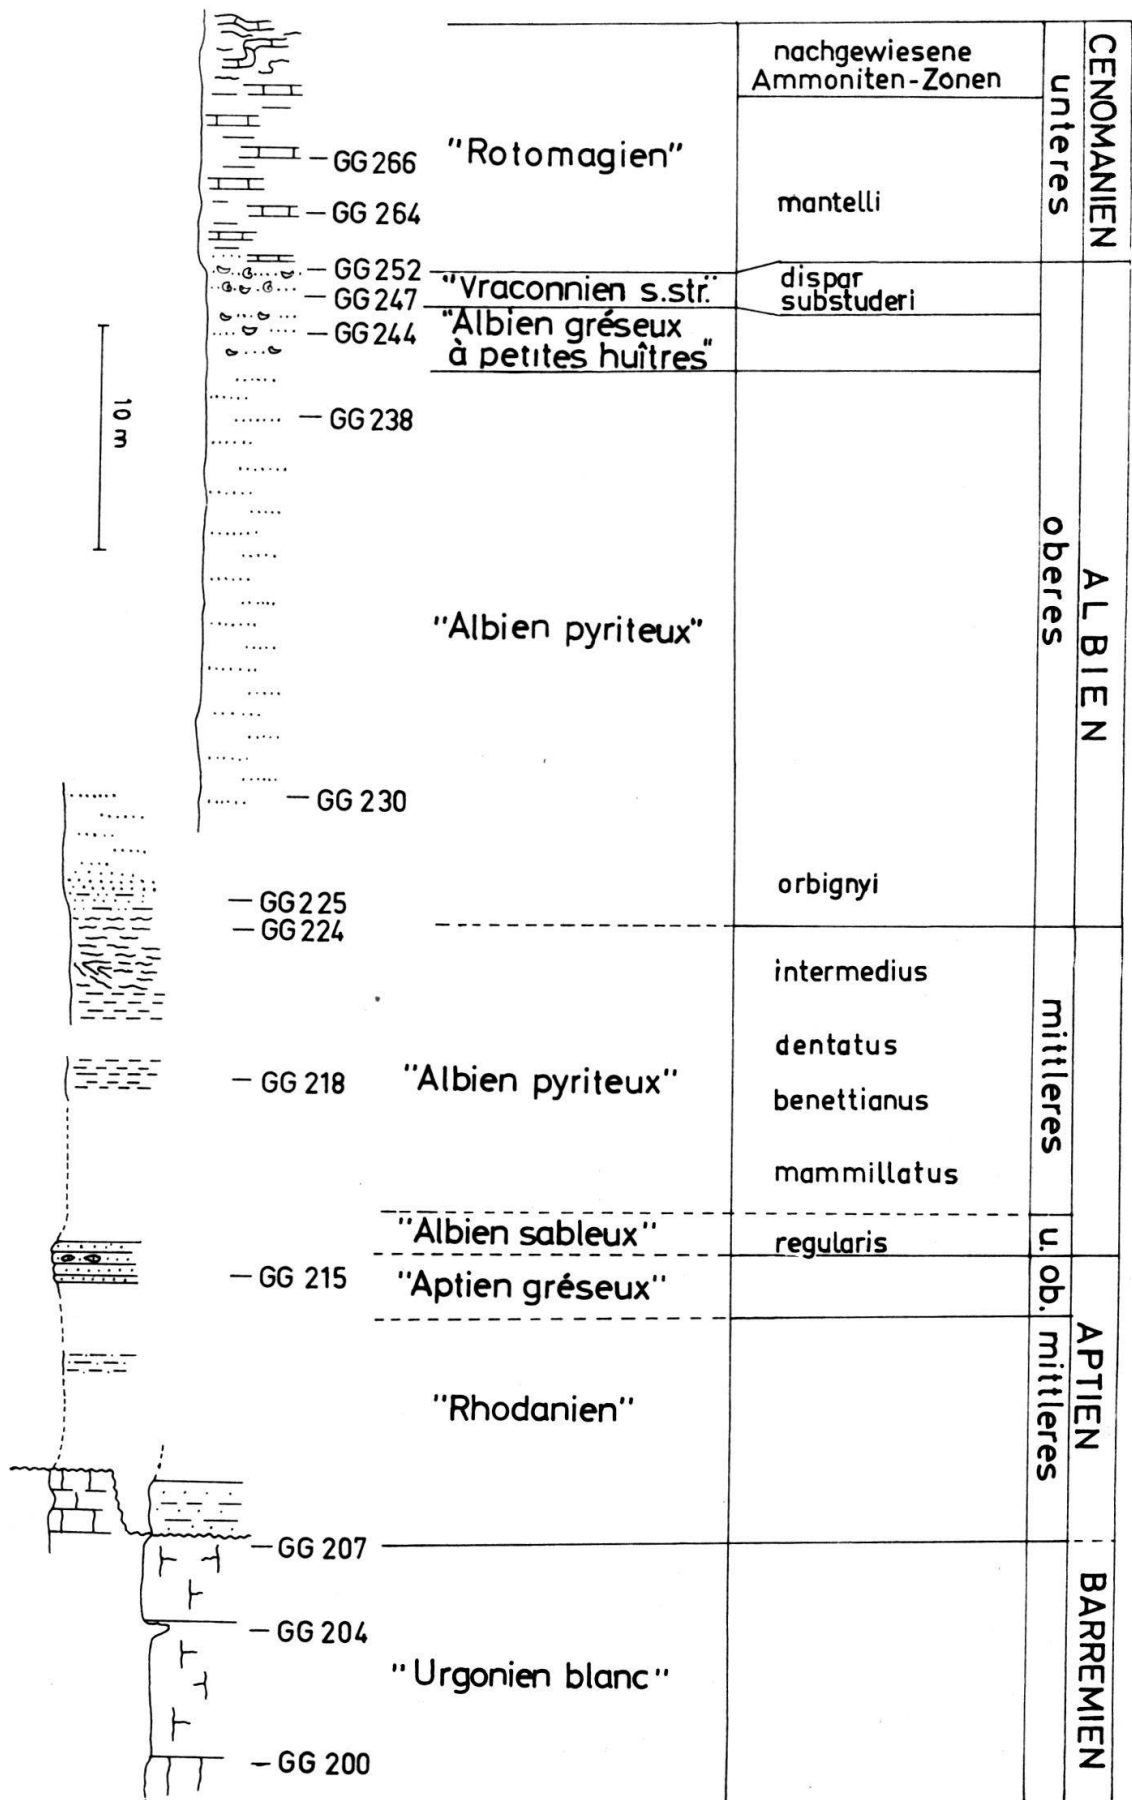 nachgewiesene
Ammoniten-Zonen
CENOMANIEN
unteres
"Rotomagien"
mantelli
GG 266
GG 264
GG 252
GG 247
GG 244
"Vraconnien s.str."
dispar
substuderi
"Albien gréseux
à petites huîtres"
GG 238
10 m
oberes
ALBIEN
"Albien pyriteux"
GG 230
orbignyi
GG 225
GG 224
intermedius
mittleres
dentatus
GG 218
"Albien pyriteux"
benettianus
mammillatus
"Albien sableux"
regularis
u.
GG 215
"Aptien gréseux"
ob.
APTIEN
mittleres
"Rhodanien"
GG 207
BARREMIEN
GG 204
"Urgonien blanc"
GG 200